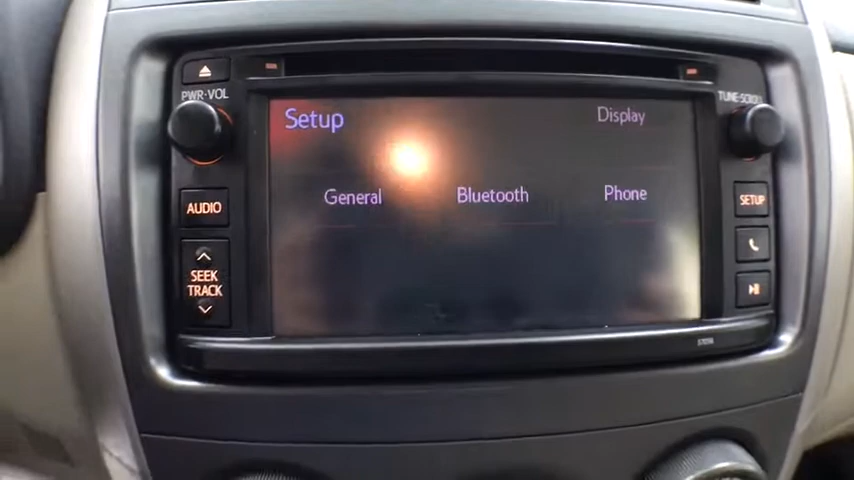 PWR·VOL
TUNE·SCROLL
Setup
Display
General
Bluetooth
Phone
AUDIO
SEEK
TRACK
SETUP